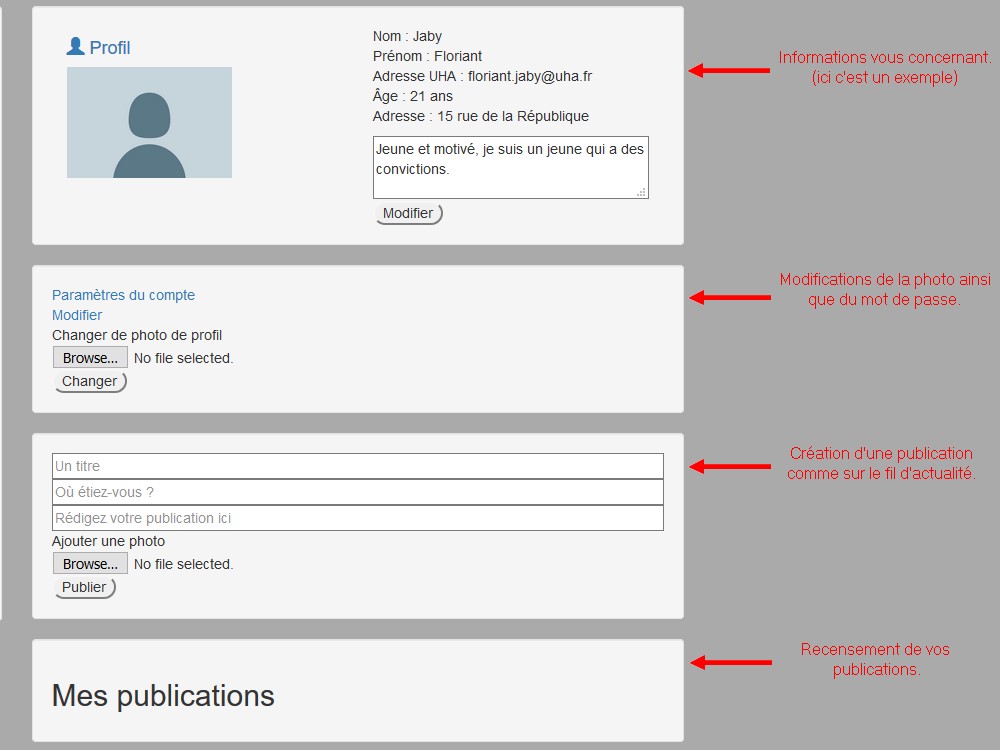 Profil
Nom : Jaby
Prénom : Floriant
Adresse UHA : floriant.jaby@uha.fr
Âge : 21 ans
Adresse : 15 rue de la République
Jeune et motivé, je suis un jeune qui a des
convictions.
Modifier
Informations vous concernant.
(ici c'est un exemple)
Paramètres du compte
Modifier
Changer de photo de profil
Browse... No file selected.
Changer
Modifications de la photo ainsi
que du mot de passe.
Un titre
Où étiez-vous ?
Rédigez votre publication ici
Ajouter une photo
Browse... No file selected.
Publier
Création d'une publication
comme sur le fil d'actualité.
Mes publications
Recensement de vos
publications.